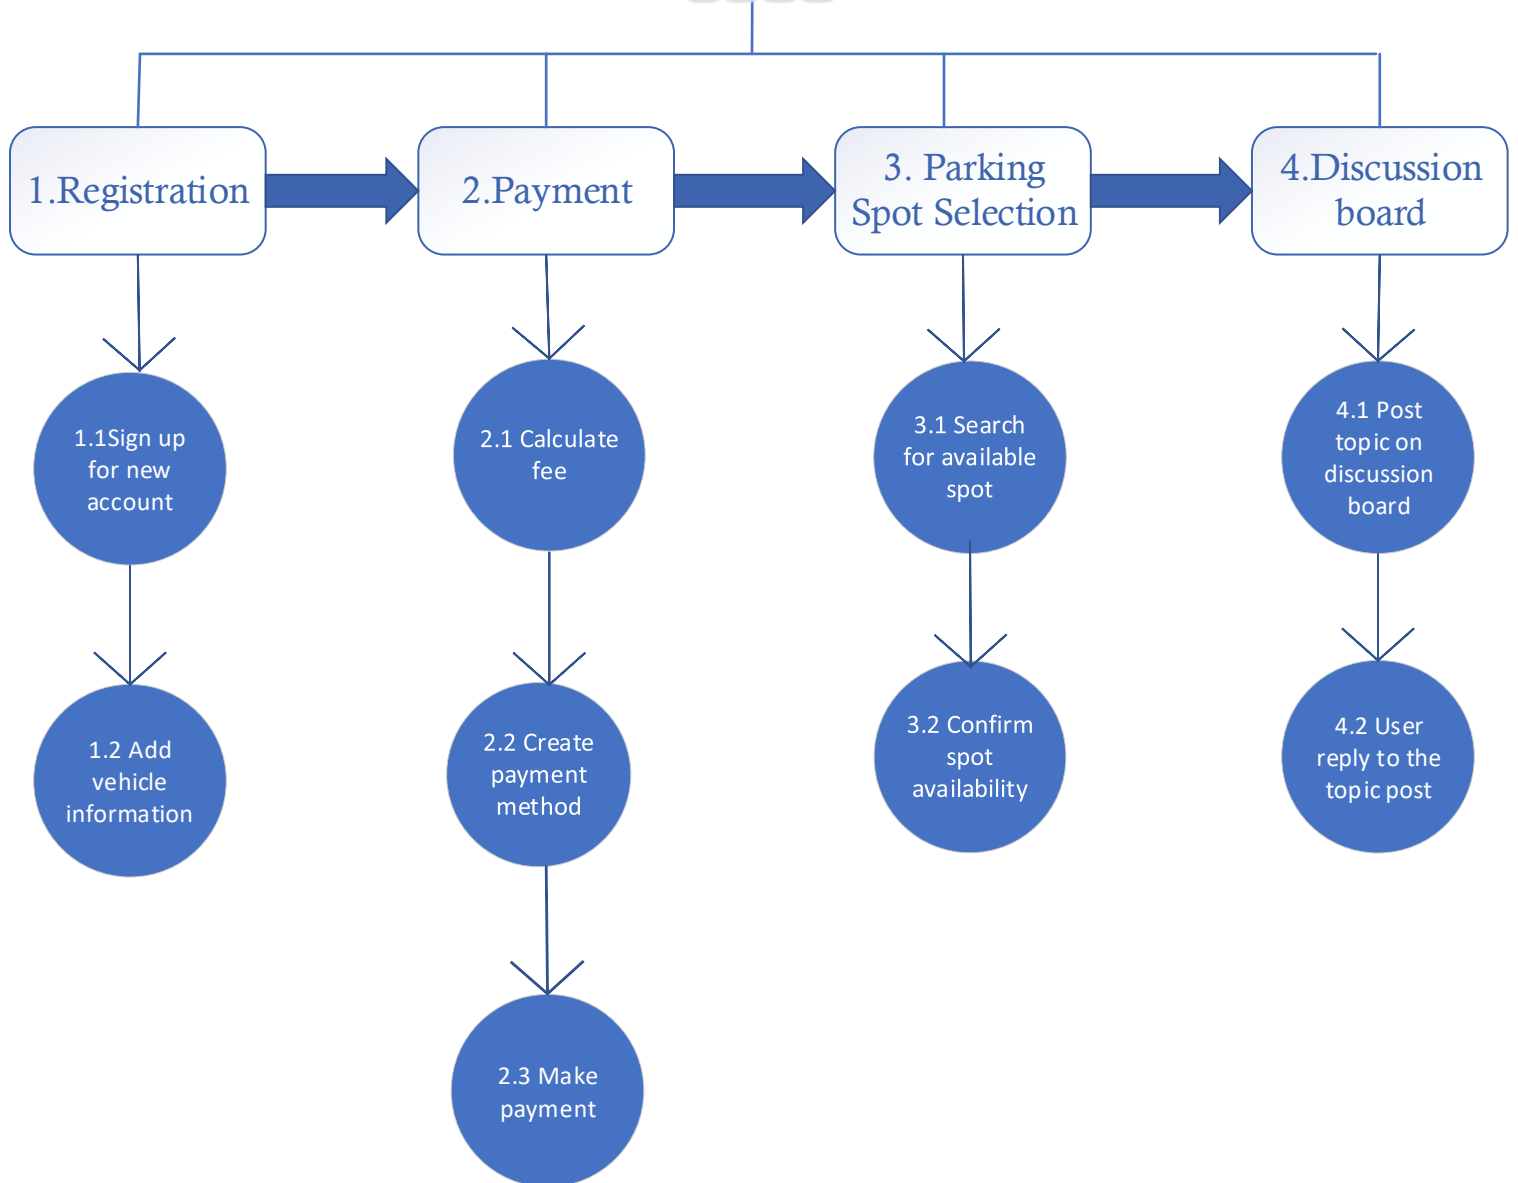 1.Registration
2.Payment
3. Parking
Spot Selection
4.Discussion
board
1.1Sign up
for new
account
1.2 Add
vehicle
information
2.1 Calculate
fee
2.2 Create
payment
method
2.3 Make
payment
3.1 Search
for available
spot
3.2 Confirm
spot
availability
4.1 Post
topic on
discussion
board
4.2 User
reply to the
topic post